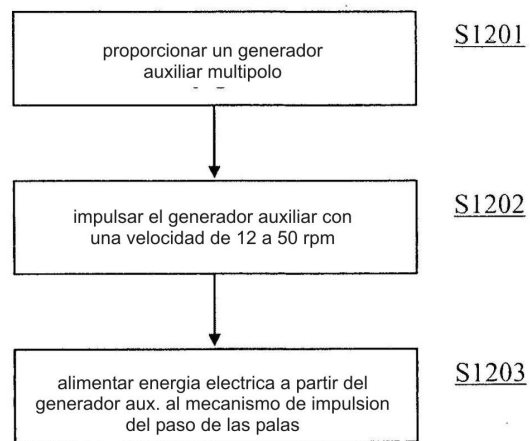 proporcionar un generador
auxiliar multipolo
S1201
impulsar el generador auxiliar con
una velocidad de 12 a 50 rpm
S1202
alimentar energia electrica a partir del
generador aux. al mecanismo de impulsion
del paso de las palas
S1203